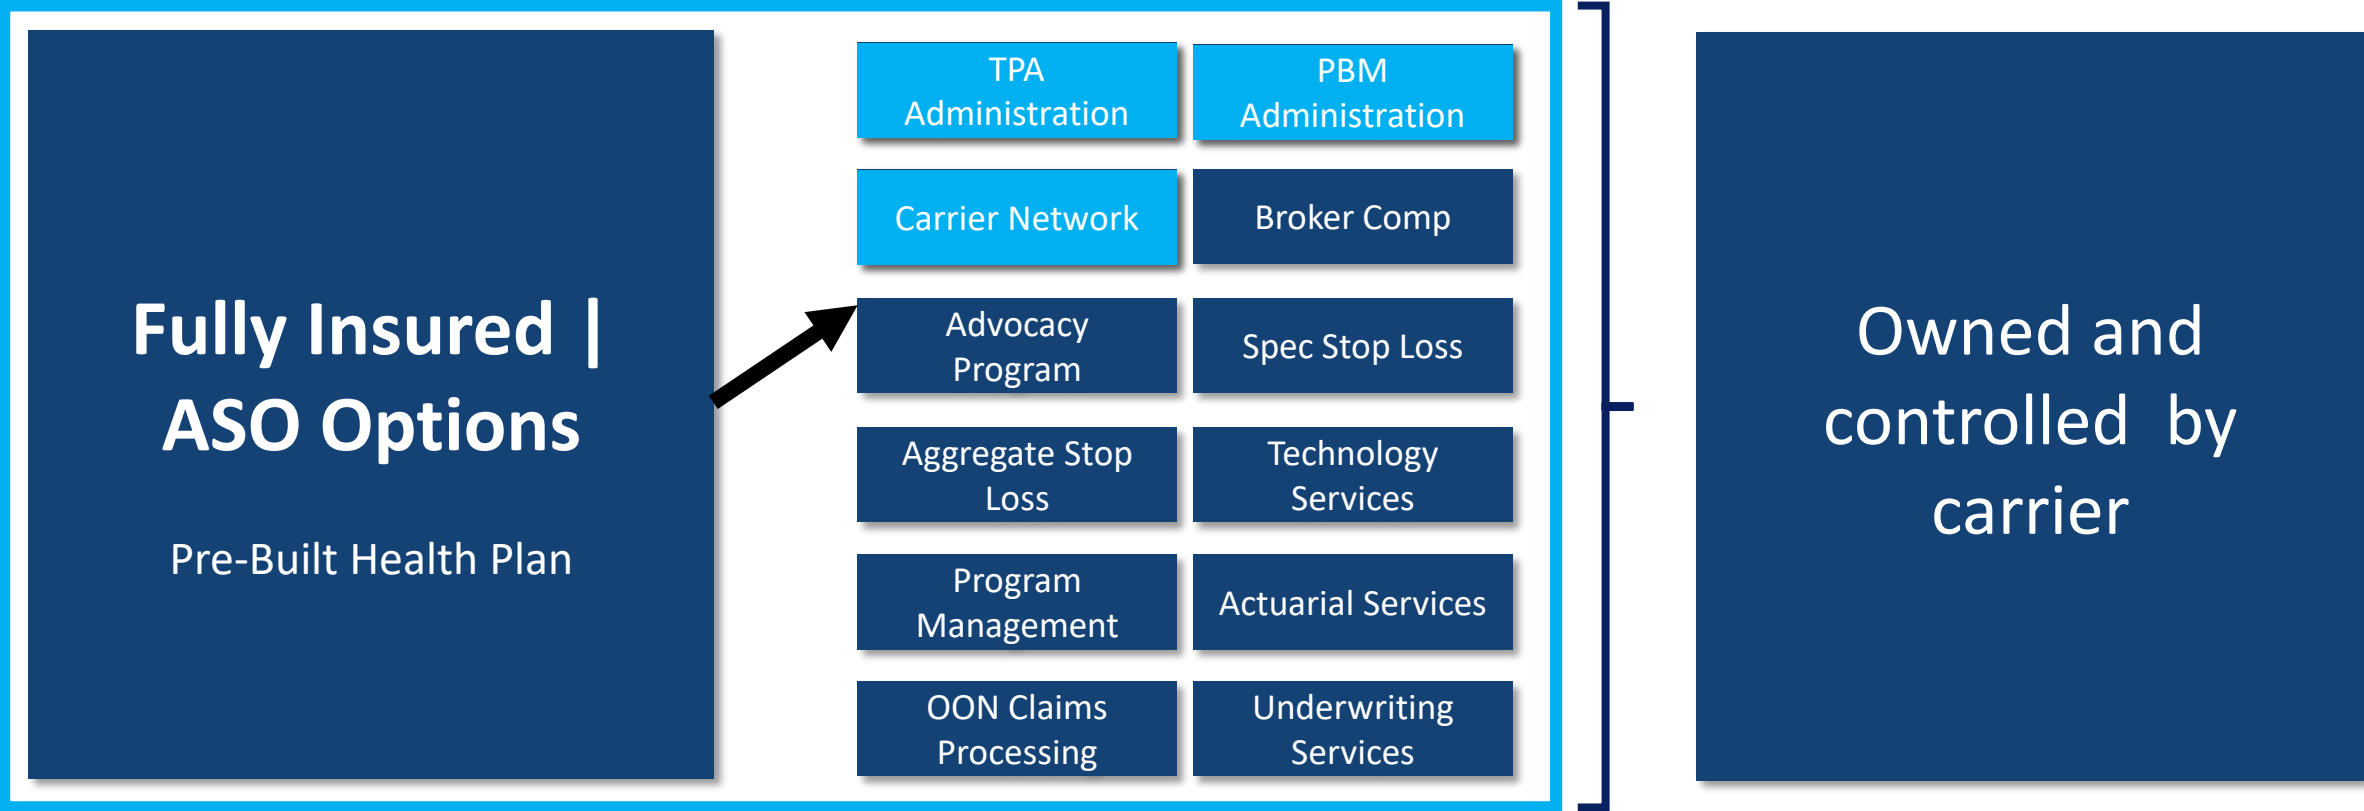 Fully Insured |
ASO Options
Pre-Built Health Plan
TPA
Administration
PBM
Administration
Carrier Network
Broker Comp
Advocacy
Program
Spec Stop Loss
Aggregate Stop
Loss
Technology
Services
Program
Management
Actuarial Services
OON Claims
Processing
Underwriting
Services
Owned and
controlled  by
carrier